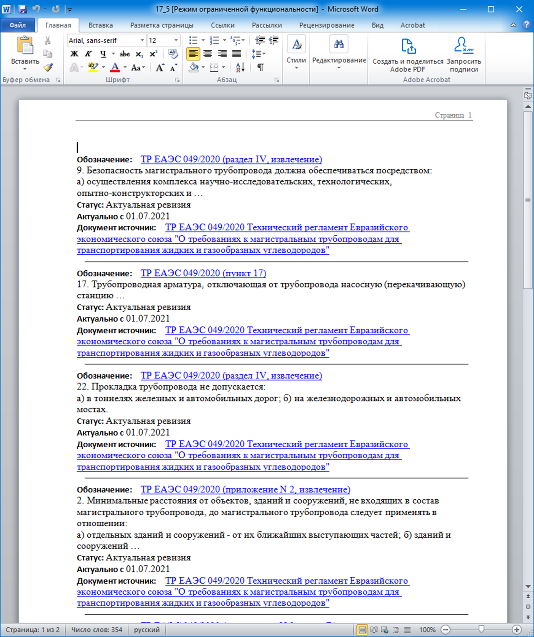 17_5 [Режим ограниченной функциональности] - Microsoft Word
Файл Главная Вставка Разметка страницы Ссылки Рассылки Рецензирование Вид Acrobat
Arial, sans-serif 12
Вставить
Стили
Редактирование
Создать и поделиться Adobe PDF
Запросить подписи
Буфер обмена Шрифт Абзац Adobe Acrobat
Страница 1
Обозначение: ТР ЕАЭС 049/2020 (раздел IV, извлечение)
9. Безопасность магистрального трубопровода должна обеспечиваться посредством:
а) осуществления комплекса научно-исследовательских, технологических,
опытно-конструкторских и …
Статус: Актуальная ревизия
Актуально с 01.07.2021
Документ источник: ТР ЕАЭС 049/2020 Технический регламент Евразийского
экономического союза "О требованиях к магистральным трубопроводам для
транспортирования жидких и газообразных углеводородов"
Обозначение: ТР ЕАЭС 049/2020 (пункт 17)
17. Трубопроводная арматура, отключающая от трубопровода насосную (перекачивающую)
станцию …
Статус: Актуальная ревизия
Актуально с 01.07.2021
Документ источник: ТР ЕАЭС 049/2020 Технический регламент Евразийского
экономического союза "О требованиях к магистральным трубопроводам для
транспортирования жидких и газообразных углеводородов"
Обозначение: ТР ЕАЭС 049/2020 (раздел IV, извлечение)
22. Прокладка трубопровода не допускается:
а) в тоннелях железных и автомобильных дорог; б) на железнодорожных и автомобильных
мостах.
Статус: Актуальная ревизия
Актуально с 01.07.2021
Документ источник: ТР ЕАЭС 049/2020 Технический регламент Евразийского
экономического союза "О требованиях к магистральным трубопроводам для
транспортирования жидких и газообразных углеводородов"
Обозначение: ТР ЕАЭС 049/2020 (приложение N 2, извлечение)
2. Минимальные расстояния от объектов, зданий и сооружений, не входящих в состав
магистрального трубопровода, до магистрального трубопровода следует применять в
отношении:
а) отдельных зданий и сооружений - от их ближайших выступающих частей; б) зданий и
сооружений …
Статус: Актуальная ревизия
Актуально с 01.07.2021
Документ источник: ТР ЕАЭС 049/2020 Технический регламент Евразийского
экономического союза "О требованиях к магистральным трубопроводам для
транспортирования жидких и газообразных углеводородов"
Страница: 1 из 2 Число слов: 354 русский 100%